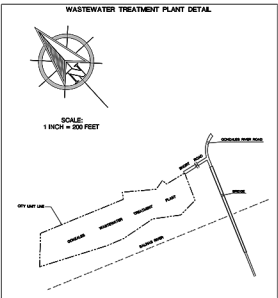 WASTEWATER TREATMENT PLANT DETAIL
SCALE:
1 INCH = 200 FEET
GONZALES RIVER ROAD
SHORT ROAD
CITY LIMIT LINE
BRIDGE
GONZALES WASTEWATER TREATMENT PLANT
SALINAS RIVER